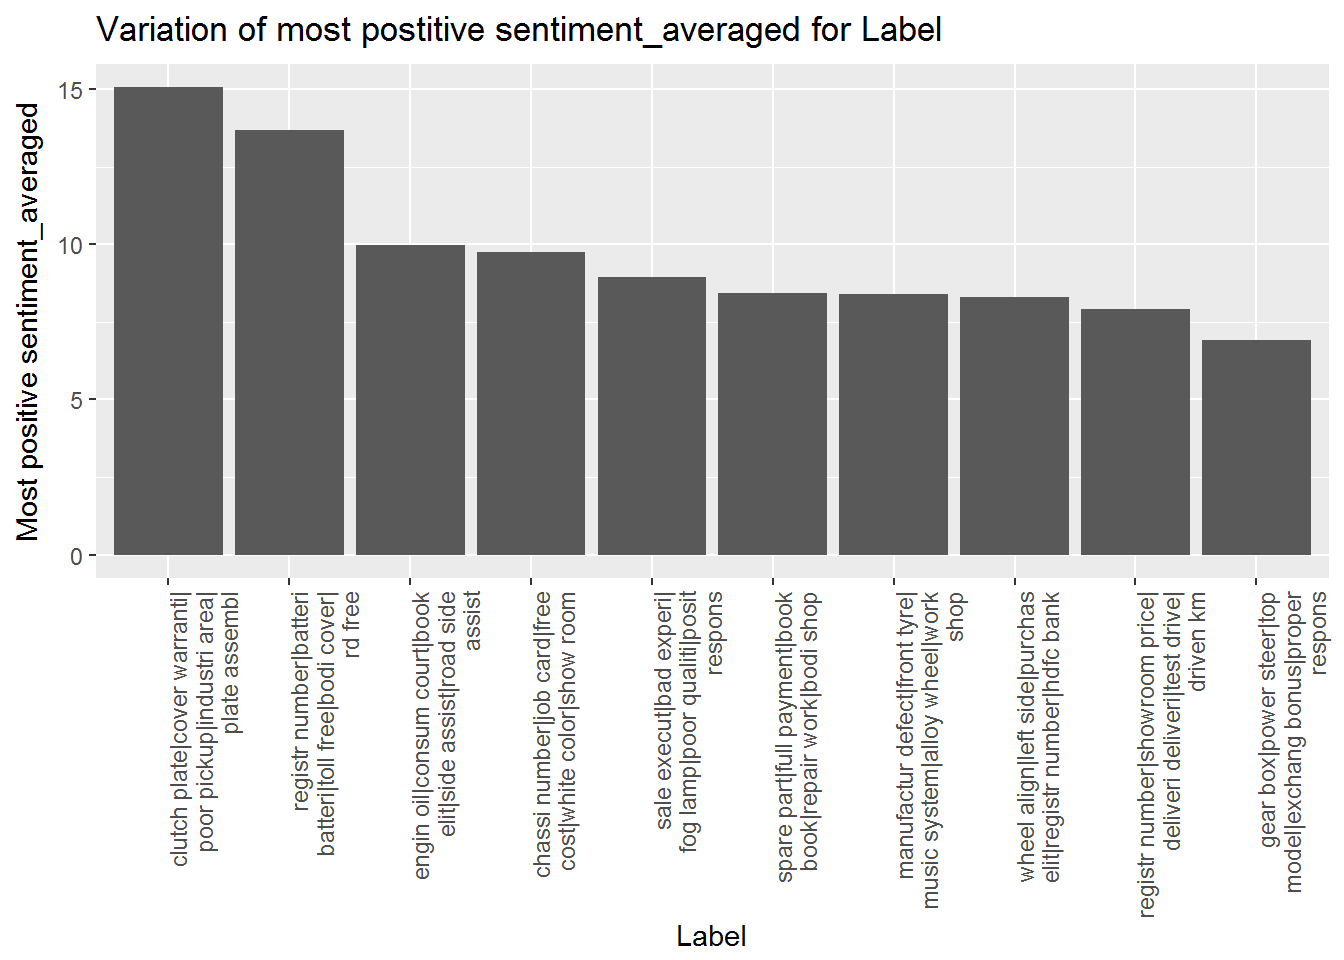 Variation of most postitive sentiment_averaged for Label
Most positive sentiment_averaged
15
10
5
0
clutch plate|cover warranti|
poor pickup|industri area|
plate assembl
registr number|batteri
batteri|toll free|bodi cover|
rd free
engin oil|consum court|book
elit|side assist|road side
assist
chassi number|job card|free
cost|white color|show room
sale execut|bad experi|
fog lamp|poor qualiti|posit
respons
spare part|full payment|book
book|repair work|bodi shop
manufactur defect|front tyre|
music system|alloy wheel|work
shop
wheel align|left side|purchas
elit|registr number|hdfc bank
registr number|showroom price|
deliveri deliveri|test drive|
driven km
gear box|power steer|top
model|exchang bonus|proper
respons
Label